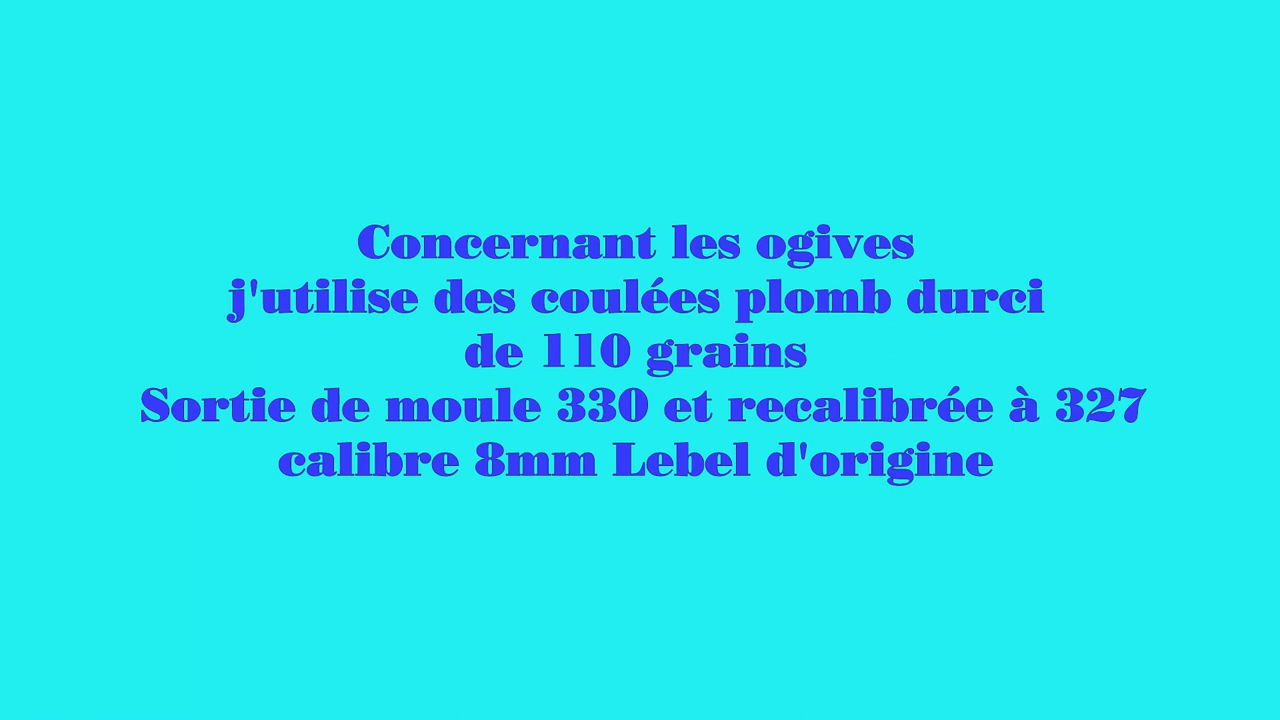 Concernant les ogives
j'utilise des coulées plomb durci
de 110 grains
Sortie de moule 330 et recalibrée à 327
calibre 8mm Lebel d'origine